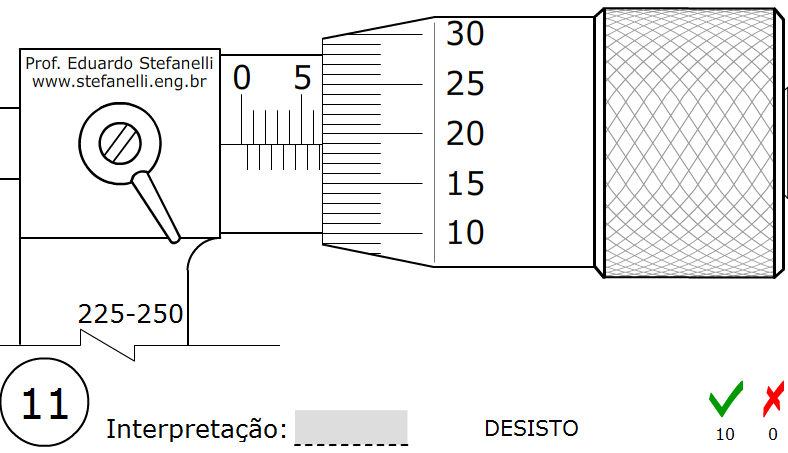 Prof. Eduardo Stefanelli
www.stefanelli.eng.br
0 5
30
25
20
15
10
225-250
11
Interpretação:
DESISTO
10 0